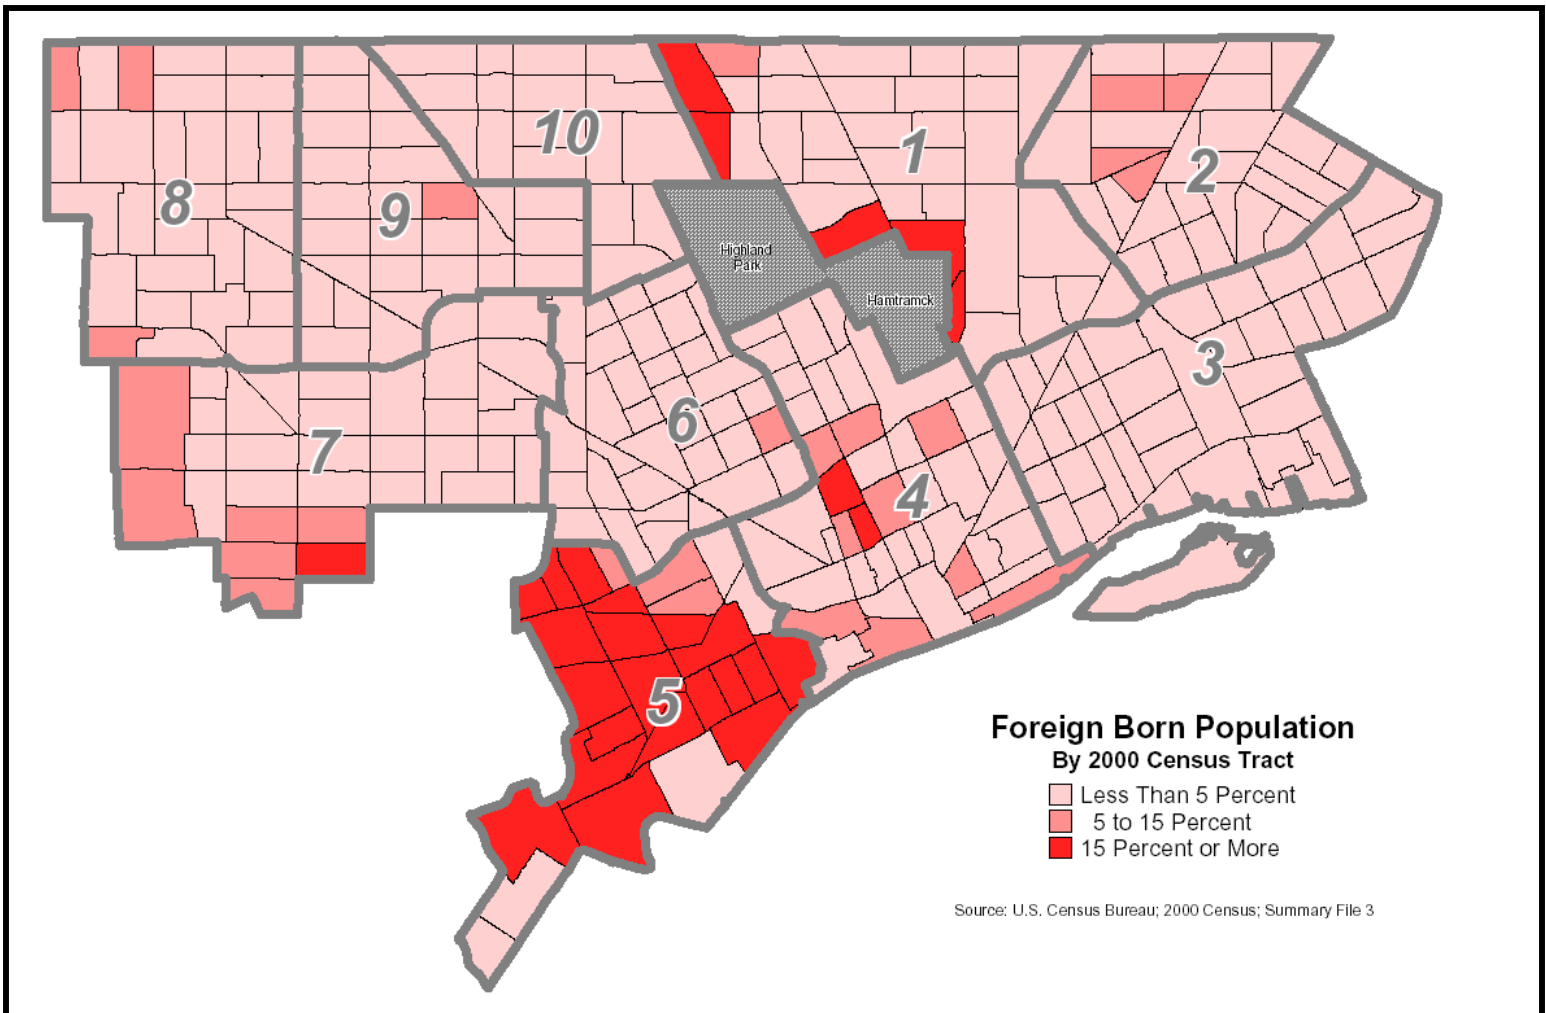 10
1
2
8
9
Highland
Park
Hamtramck
3
6
7
4
5
Foreign Born Population
By 2000 Census Tract
Less Than 5 Percent
5 to 15 Percent
15 Percent or More
Source: U.S. Census Bureau; 2000 Census; Summary File 3